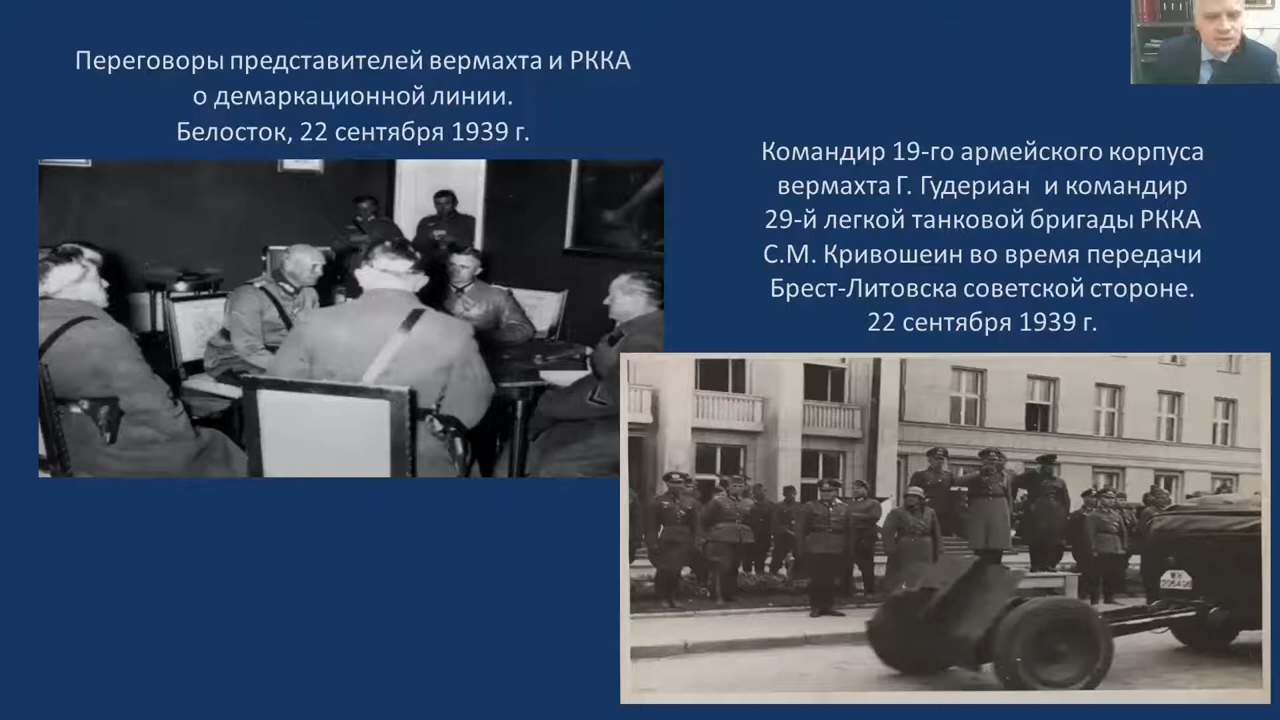 Переговоры представителей вермахта и РККА
о демаркационной линии.
Белосток, 22 сентября 1939 г.
Командир 19-го армейского корпуса
вермахта Г. Гудериан и командир
29-й легкой танковой бригады РККА
С.М. Кривошеин во время передачи
Брест-Литовска советской стороне.
22 сентября 1939 г.